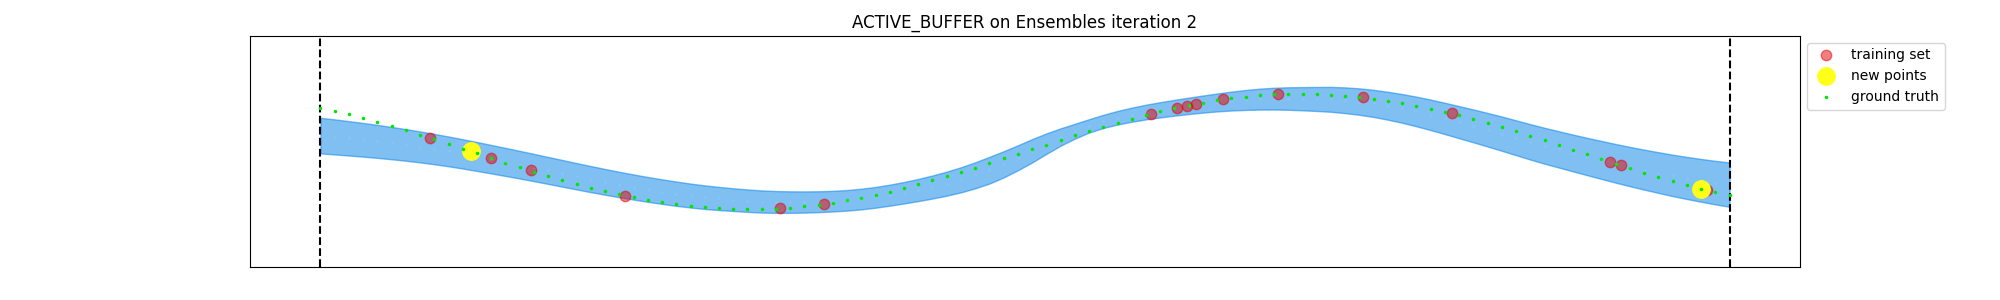 ACTIVE_BUFFER on Ensembles iteration 2
training set
new points
ground truth